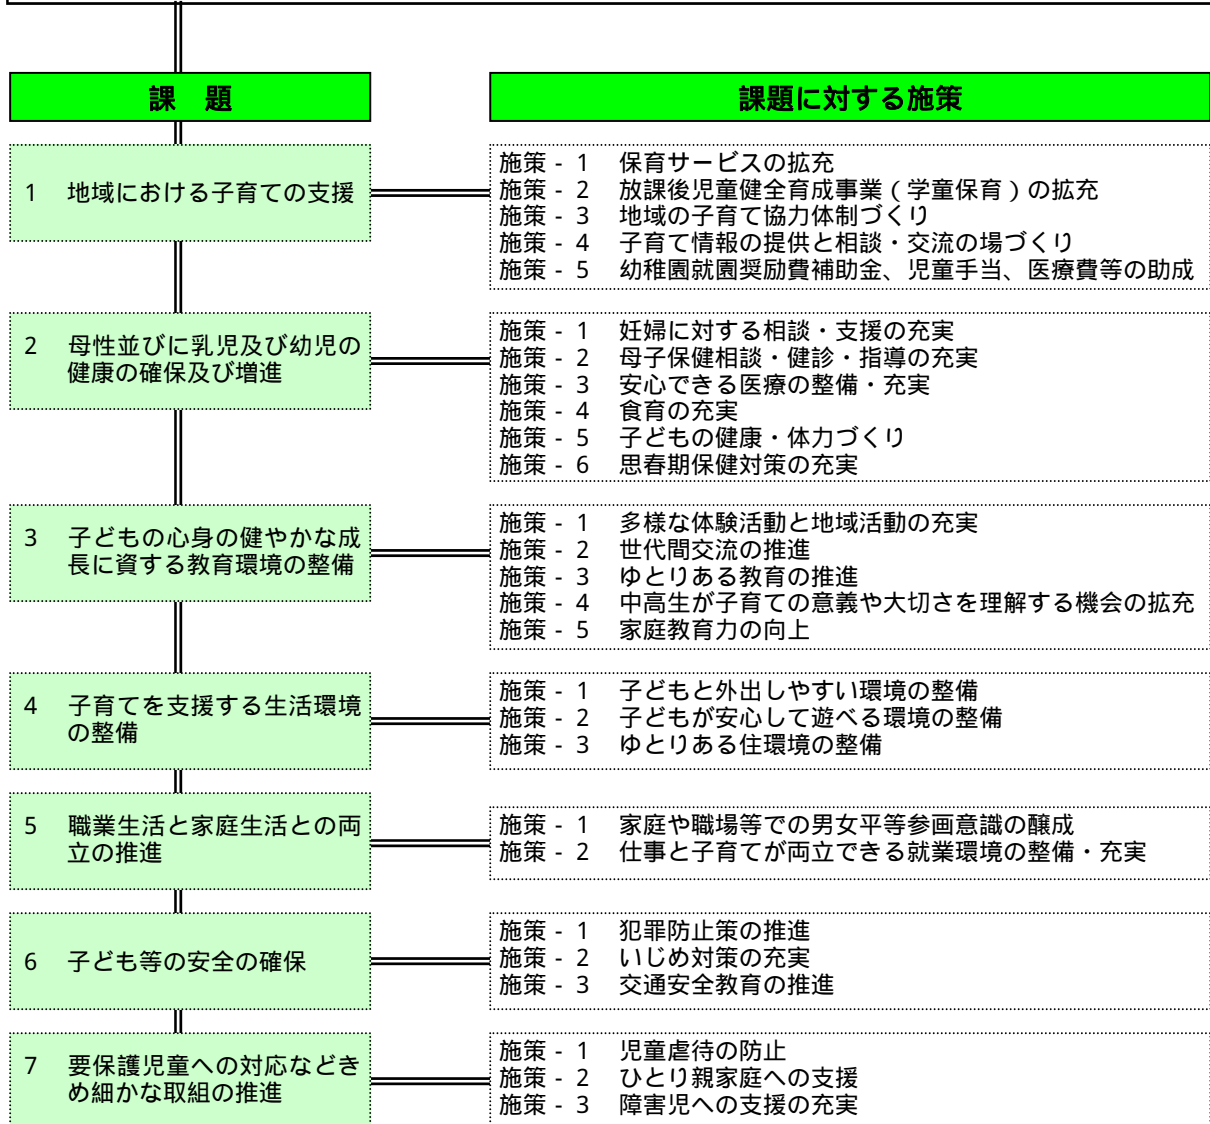 課　題
課題に対する施策
1　地域における子育ての支援
施策 - 1　保育サービスの拡充
施策 - 2　放課後児童健全育成事業（学童保育）の拡充
施策 - 3　地域の子育て協力体制づくり
施策 - 4　子育て情報の提供と相談・交流の場づくり
施策 - 5　幼稚園就園奨励費補助金、児童手当、医療費等の助成
2　母性並びに乳児及び幼児の
健康の確保及び増進
施策 - 1　妊婦に対する相談・支援の充実
施策 - 2　母子保健相談・健診・指導の充実
施策 - 3　安心できる医療の整備・充実
施策 - 4　食育の充実
施策 - 5　子どもの健康・体力づくり
施策 - 6　思春期保健対策の充実
3　子どもの心身の健やかな成
長に資する教育環境の整備
施策 - 1　多様な体験活動と地域活動の充実
施策 - 2　世代間交流の推進
施策 - 3　ゆとりある教育の推進
施策 - 4　中高生が子育ての意義や大切さを理解する機会の拡充
施策 - 5　家庭教育力の向上
4　子育てを支援する生活環境
の整備
施策 - 1　子どもと外出しやすい環境の整備
施策 - 2　子どもが安心して遊べる環境の整備
施策 - 3　ゆとりある住環境の整備
5　職業生活と家庭生活との両
立の推進
施策 - 1　家庭や職場等での男女平等参画意識の醸成
施策 - 2　仕事と子育てが両立できる就業環境の整備・充実
6　子ども等の安全の確保
施策 - 1　犯罪防止策の推進
施策 - 2　いじめ対策の充実
施策 - 3　交通安全教育の推進
7　要保護児童への対応などき
め細かな取組の推進
施策 - 1　児童虐待の防止
施策 - 2　ひとり親家庭への支援
施策 - 3　障害児への支援の充実